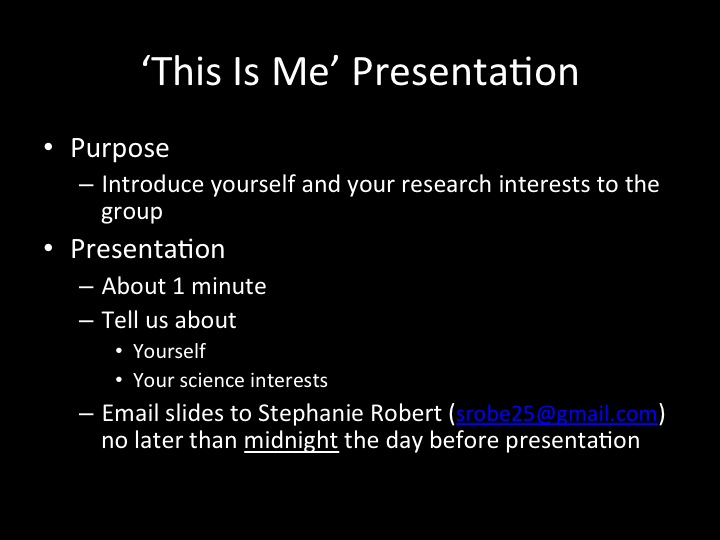 ‘This Is Me’ Presentation
• Purpose
– Introduce yourself and your research interests to the
group
• Presentation
– About 1 minute
– Tell us about
• Yourself
• Your science interests
– Email slides to Stephanie Robert (srobe25@gmail.com)
no later than midnight the day before presentation